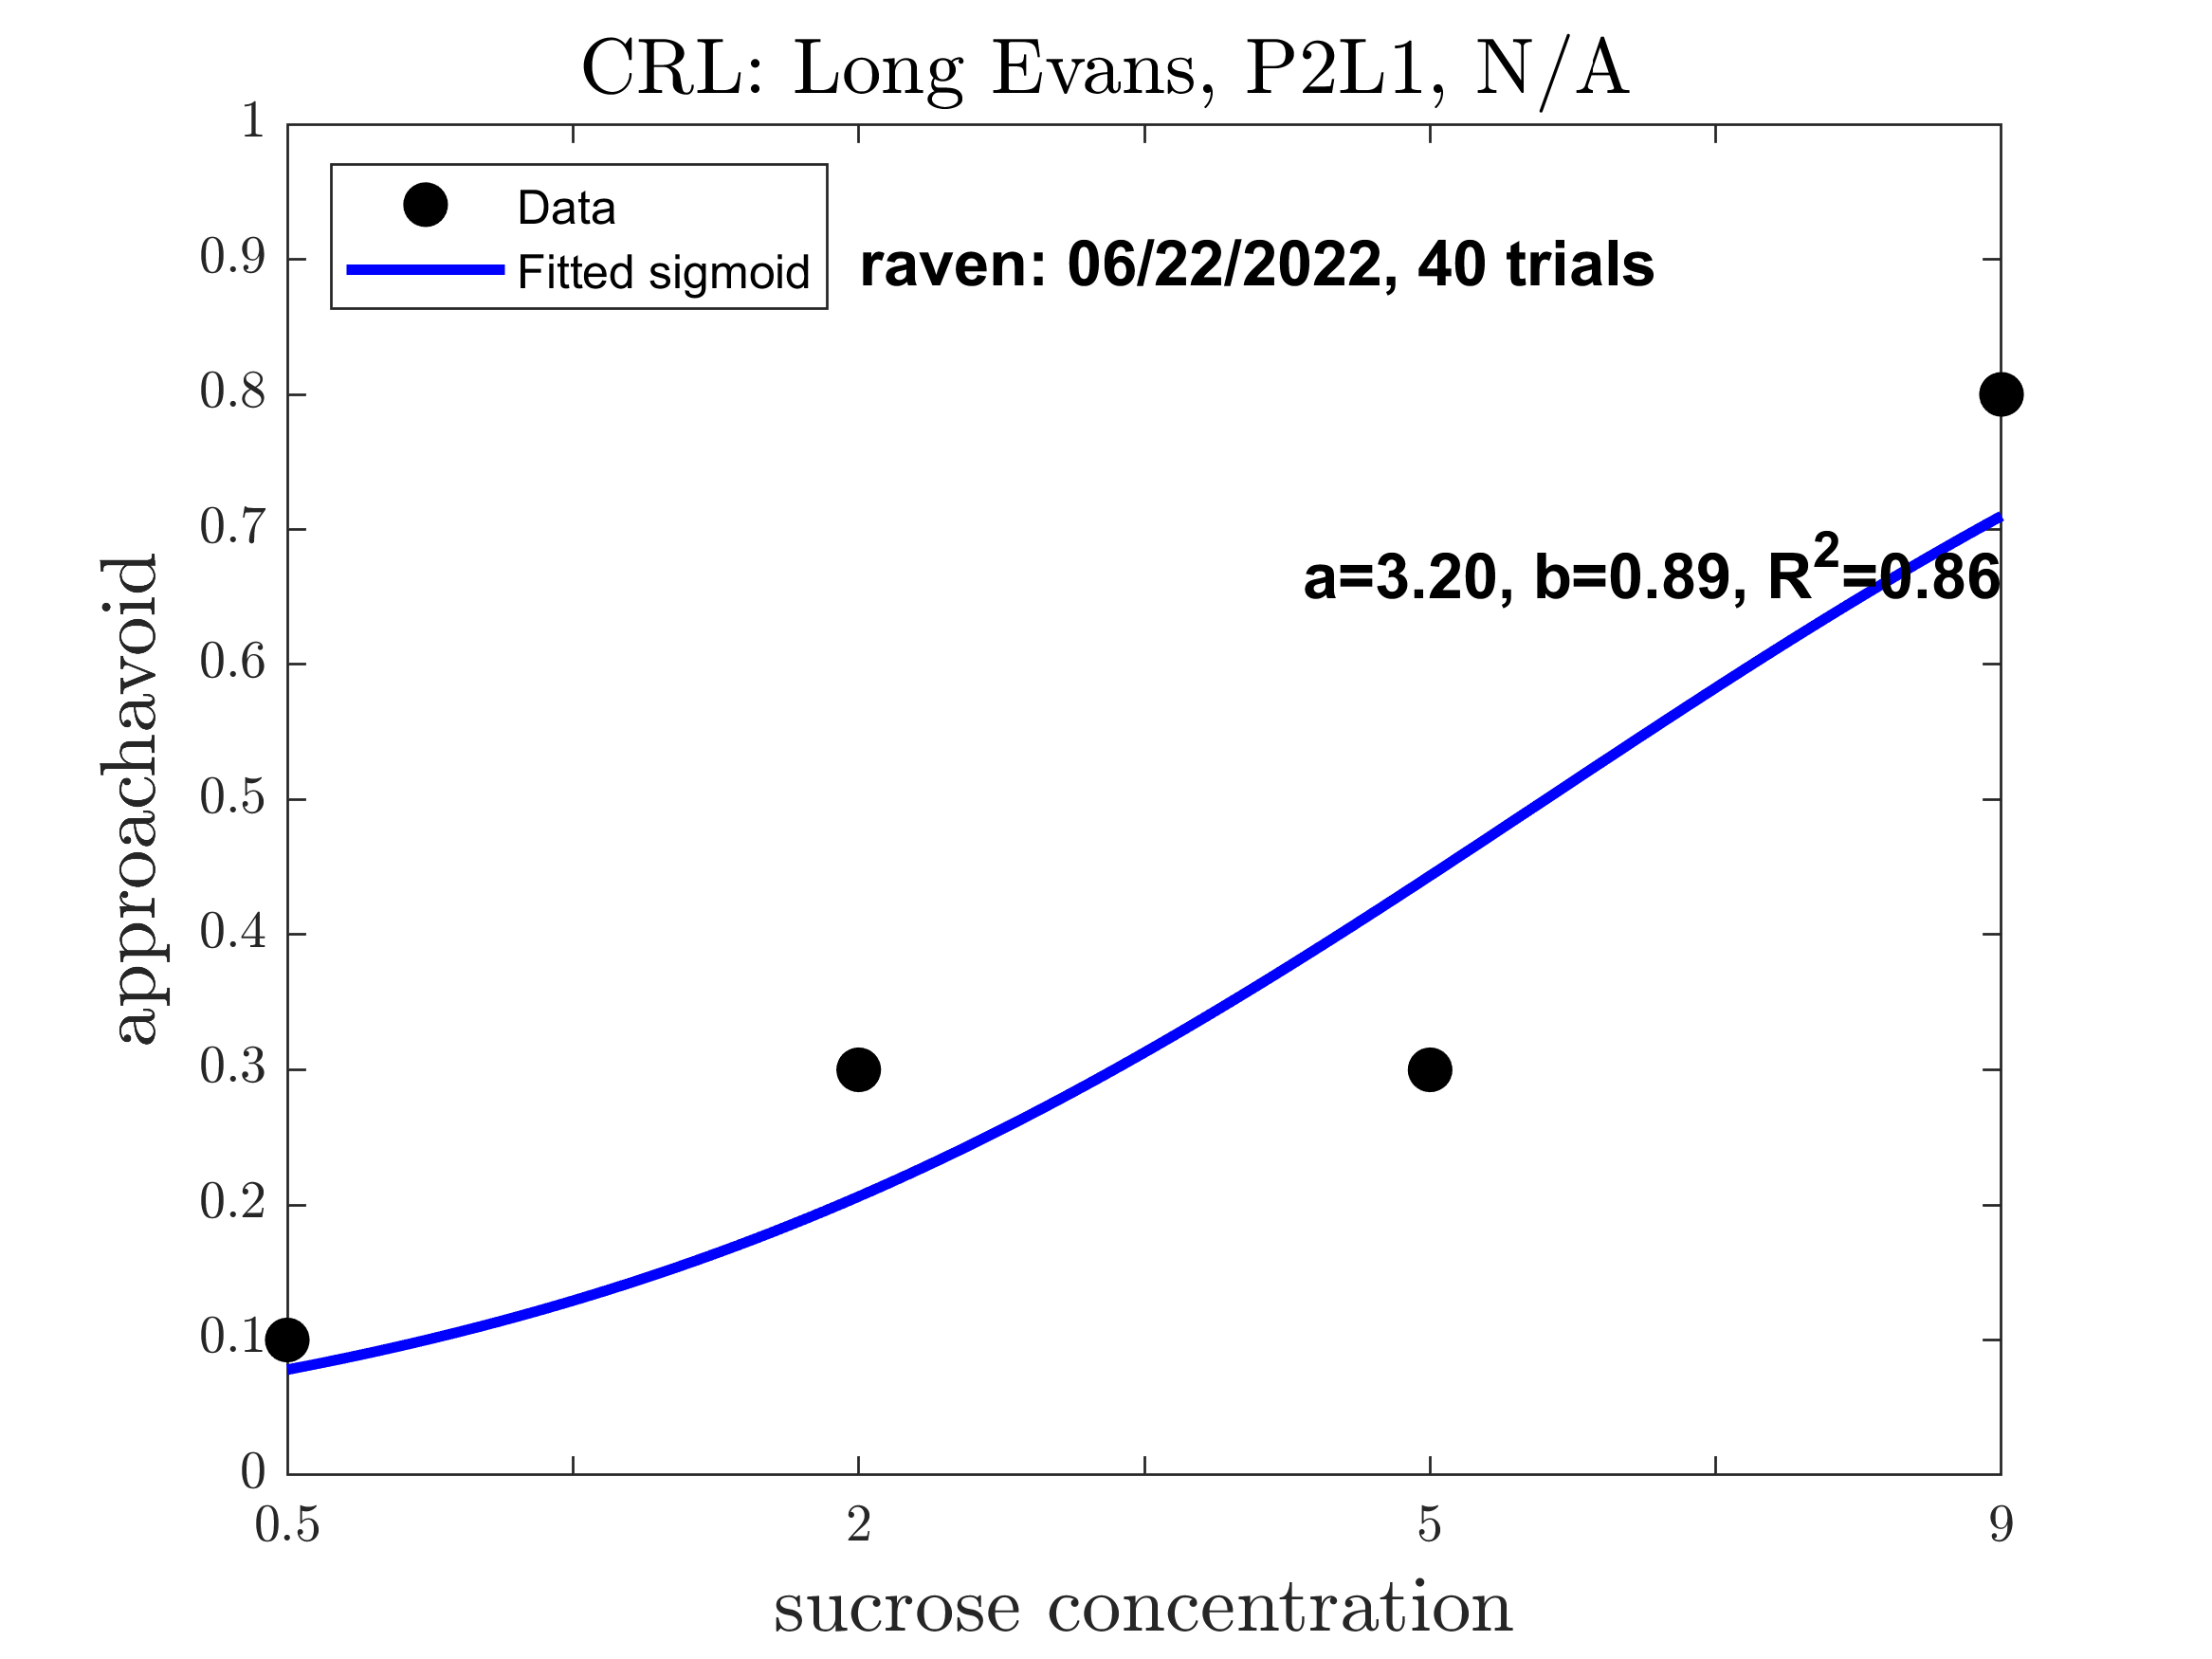 CRL: Long Evans, P2L1, N/A
1
Data
Fitted sigmoid
raven: 06/22/2022, 40 trials
0.9
0.8
0.7
a=3.20, b=0.89, R²=0.86
0.6
0.5
0.4
0.3
0.2
0.1
0
approachavoid
0.5 2 5 9
sucrose concentration